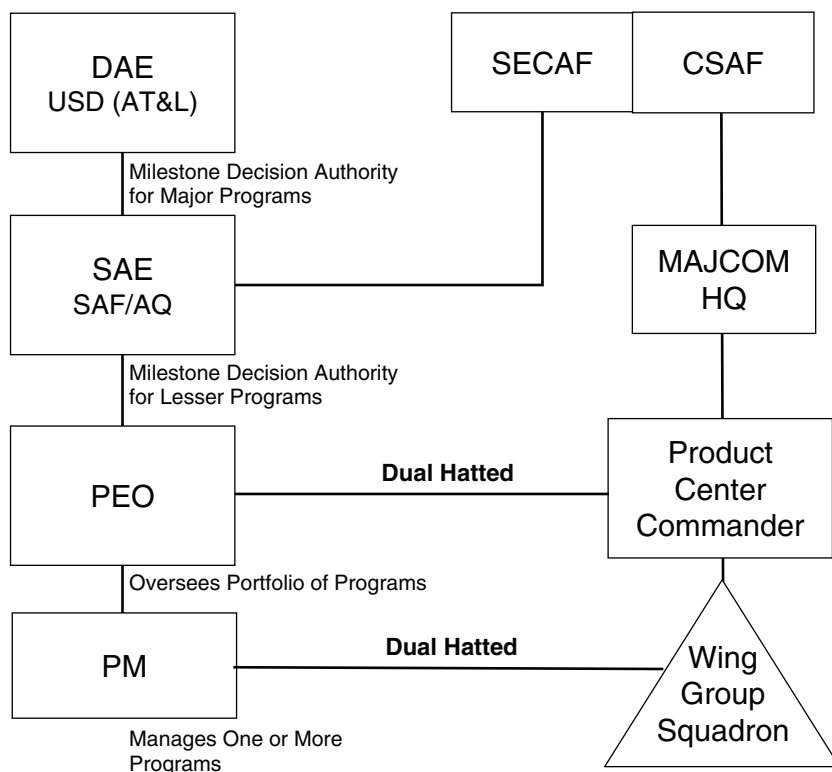 DAE
USD (AT&L)
SECAF
CSAF
Milestone Decision Authority
for Major Programs
SAE
SAF/AQ
MAJCOM
HQ
Milestone Decision Authority
for Lesser Programs
PEO
Dual Hatted
Product
Center
Commander
Oversees Portfolio of Programs
PM
Dual Hatted
Wing
Group
Squadron
Manages One or More
Programs